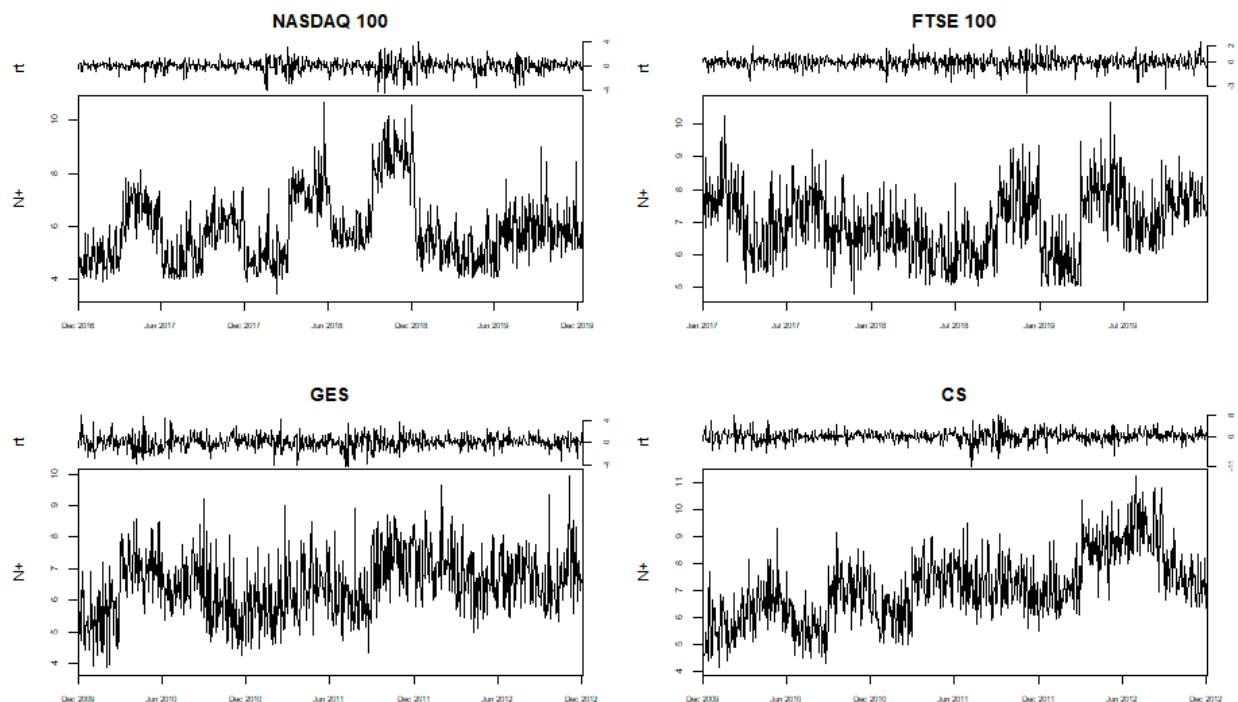 NASDAQ 100
rt
4
0
-4
N+
10
8
6
4
Dec 2016
Jun 2017
Dec 2017
Jun 2018
Dec 2018
Jun 2019
Dec 2019
FTSE 100
rt
2
0
-3
N+
10
9
8
7
6
5
Jan 2017
Jul 2017
Jan 2018
Jul 2018
Jan 2019
Jul 2019
GES
rt
4
0
-4
N+
10
9
8
7
6
5
4
Dec 2009
Jun 2010
Dec 2010
Jun 2011
Dec 2011
Jun 2012
Dec 2012
CS
rt
8
0
-11
N+
11
10
9
8
7
6
5
4
Dec 2009
Jun 2010
Dec 2010
Jun 2011
Dec 2011
Jun 2012
Dec 2012